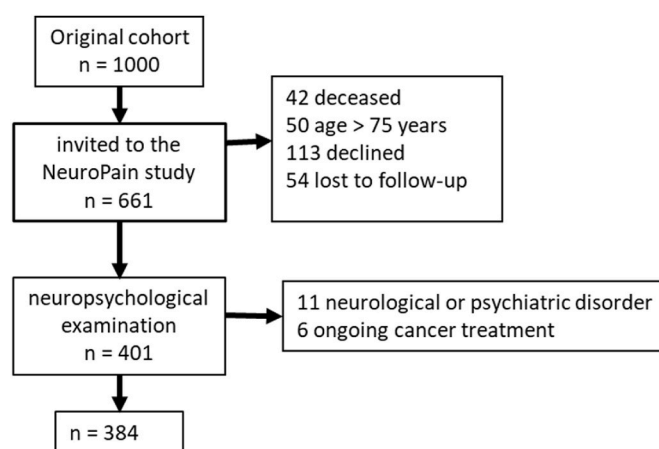 Original cohort
n = 1000
42 deceased
50 age > 75 years
113 declined
54 lost to follow-up
invited to the
NeuroPain study
n = 661
neuropsychological
examination
n = 401
11 neurological or psychiatric disorder
6 ongoing cancer treatment
n = 384